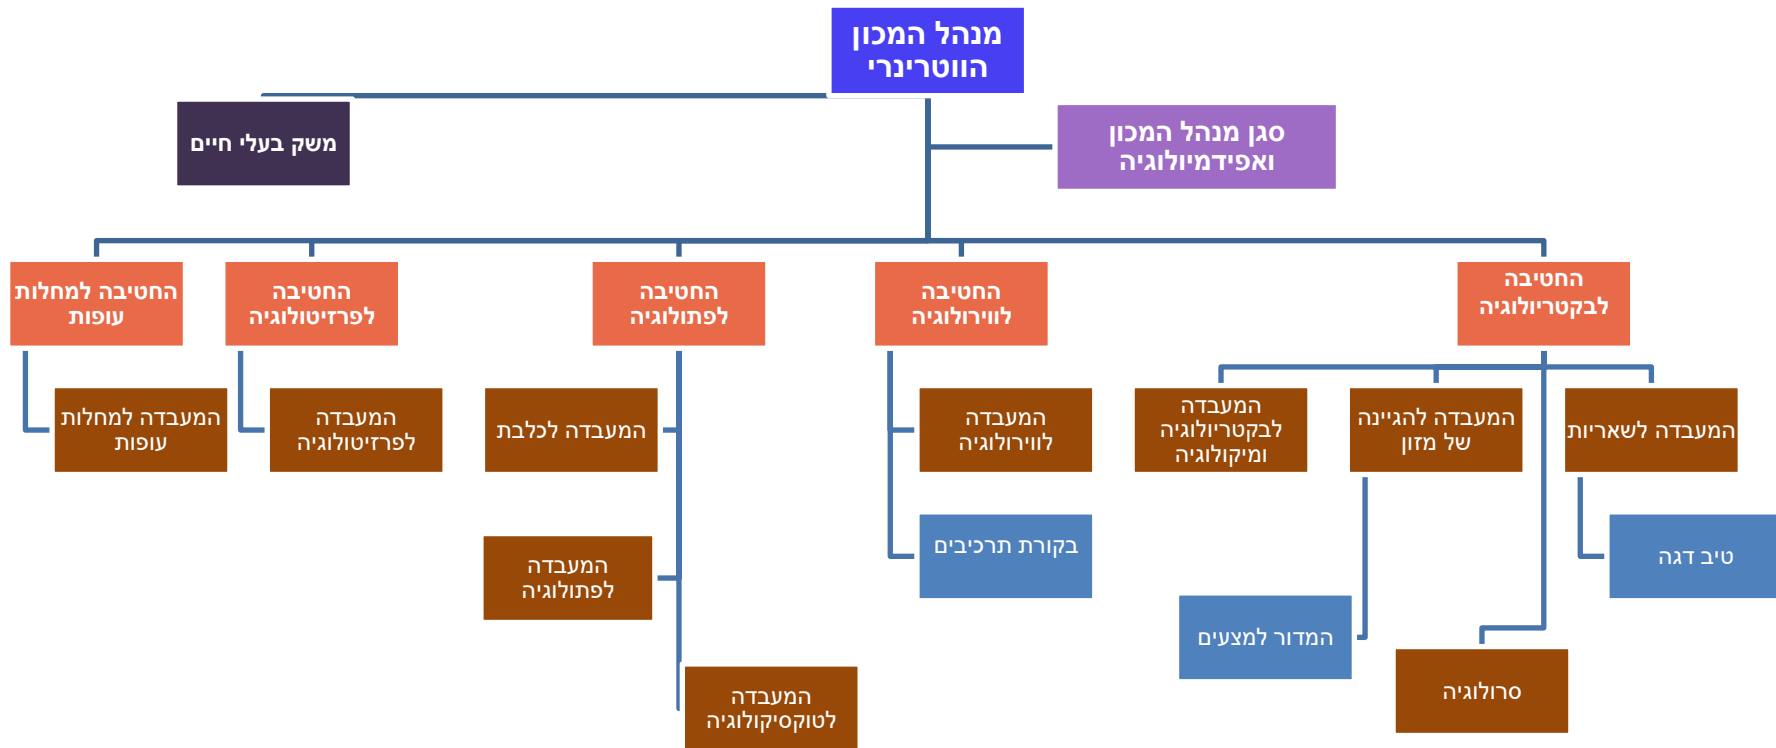 מנהל המכון
הווטרינרי
סגן מנהל המכון
ואפידמיולוגיה
משק בעלי חיים
החטיבה
לבקטריולוגיה
החטיבה
לווירולוגיה
החטיבה
לפתולוגיה
החטיבה
לפרזיטולוגיה
החטיבה למחלות
עופות
המעבדה לשאריות
המעבדה להגיינה
של מזון
המעבדה
לבקטריולוגיה
ומיקולוגיה
המעבדה
לווירולוגיה
המעבדה לכלבת
המעבדה
לפרזיטולוגיה
המעבדה למחלות
עופות
טיב דגה
בקורת תרכיבים
המעבדה
לפתולוגיה
המדור למצעים
סרולוגיה
המעבדה
לטוקסיקולוגיה